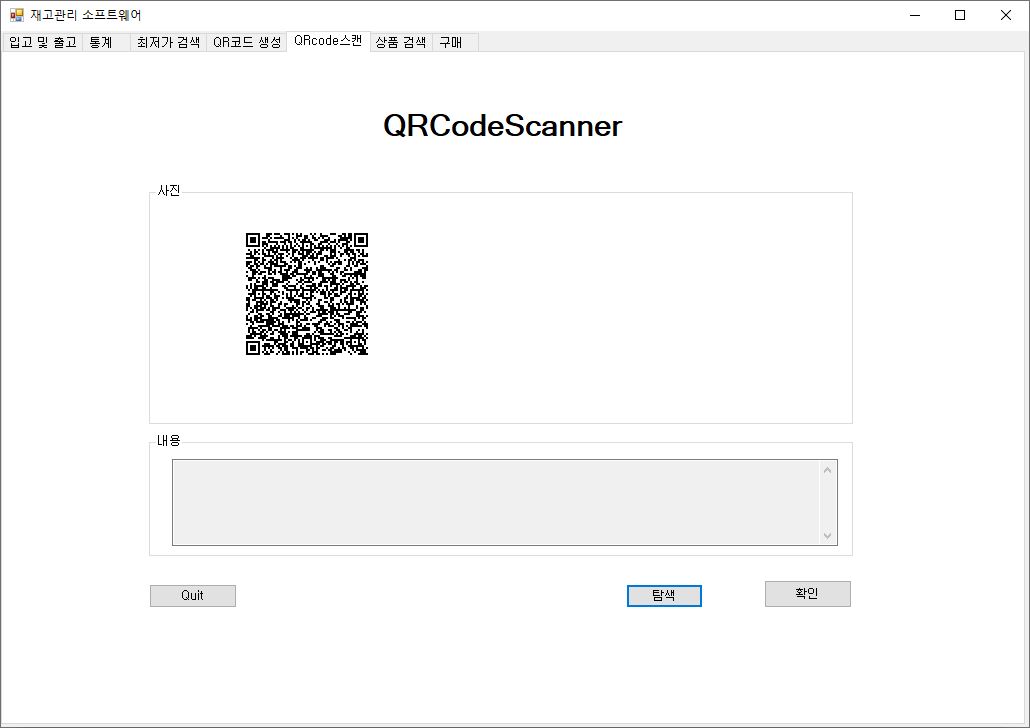 재고관리 소프트웨어
입고 및 출고 통계 최저가 검색 QR코드 생성 QRcode스캔 상품 검색 구매
QRCodeScanner
사진
내용
Quit 탐색 확인